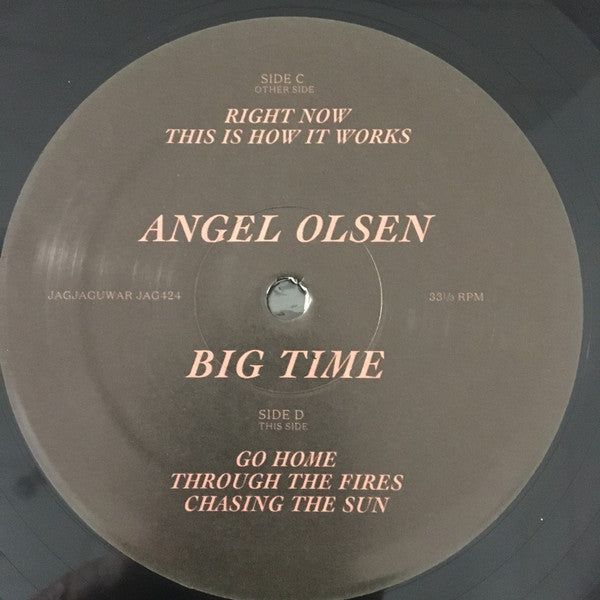 SIDE C
OTHER SIDE
RIGHT NOW
THIS IS HOW IT WORKS
ANGEL OLSEN
JAGJAGUWAR JAG424
33⅓ RPM
BIG TIME
SIDE D
THIS SIDE
GO HOME
THROUGH THE FIRES
CHASING THE SUN